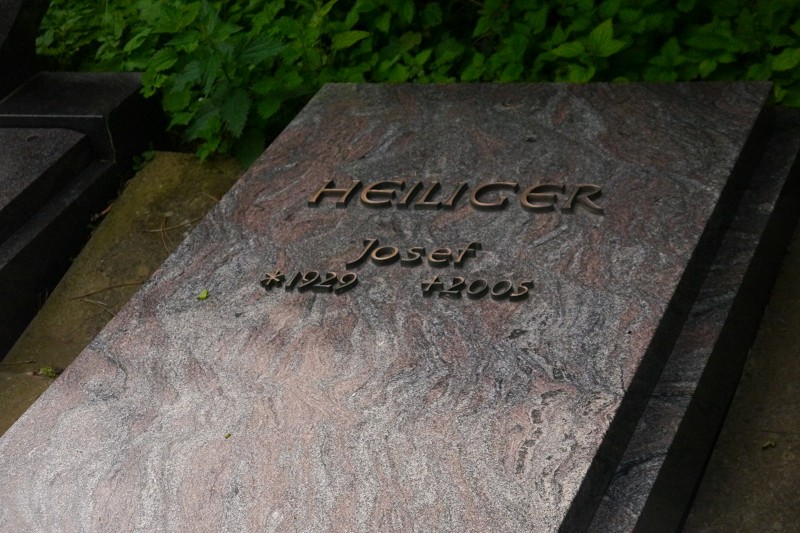 HEILIGER
Josef
*1929 +2005